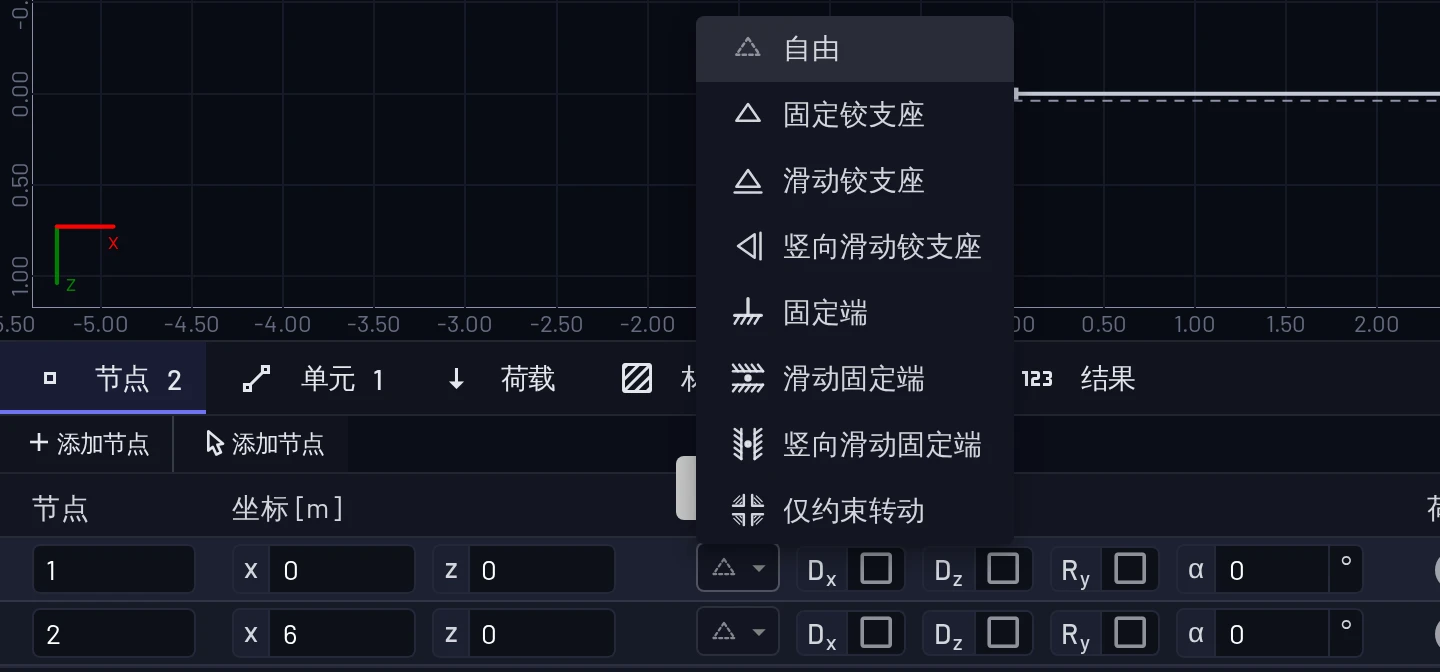 自由
固定铰支座
滑动铰支座
竖向滑动铰支座
固定端
滑动固定端
竖向滑动固定端
仅约束转动
0.00
0.50
1.00
x
z
-5.00 -4.50 -4.00 -3.50 -3.00 -2.50 -2.00 0.50 1.00 1.50 2.00
节点 2 单元 1 荷载 123 结果
+ 添加节点 添加节点
节点 坐标 [m]
1 x 0 z 0 Dx Dz Ry α 0 °
2 x 6 z 0 Dx Dz Ry α 0 °